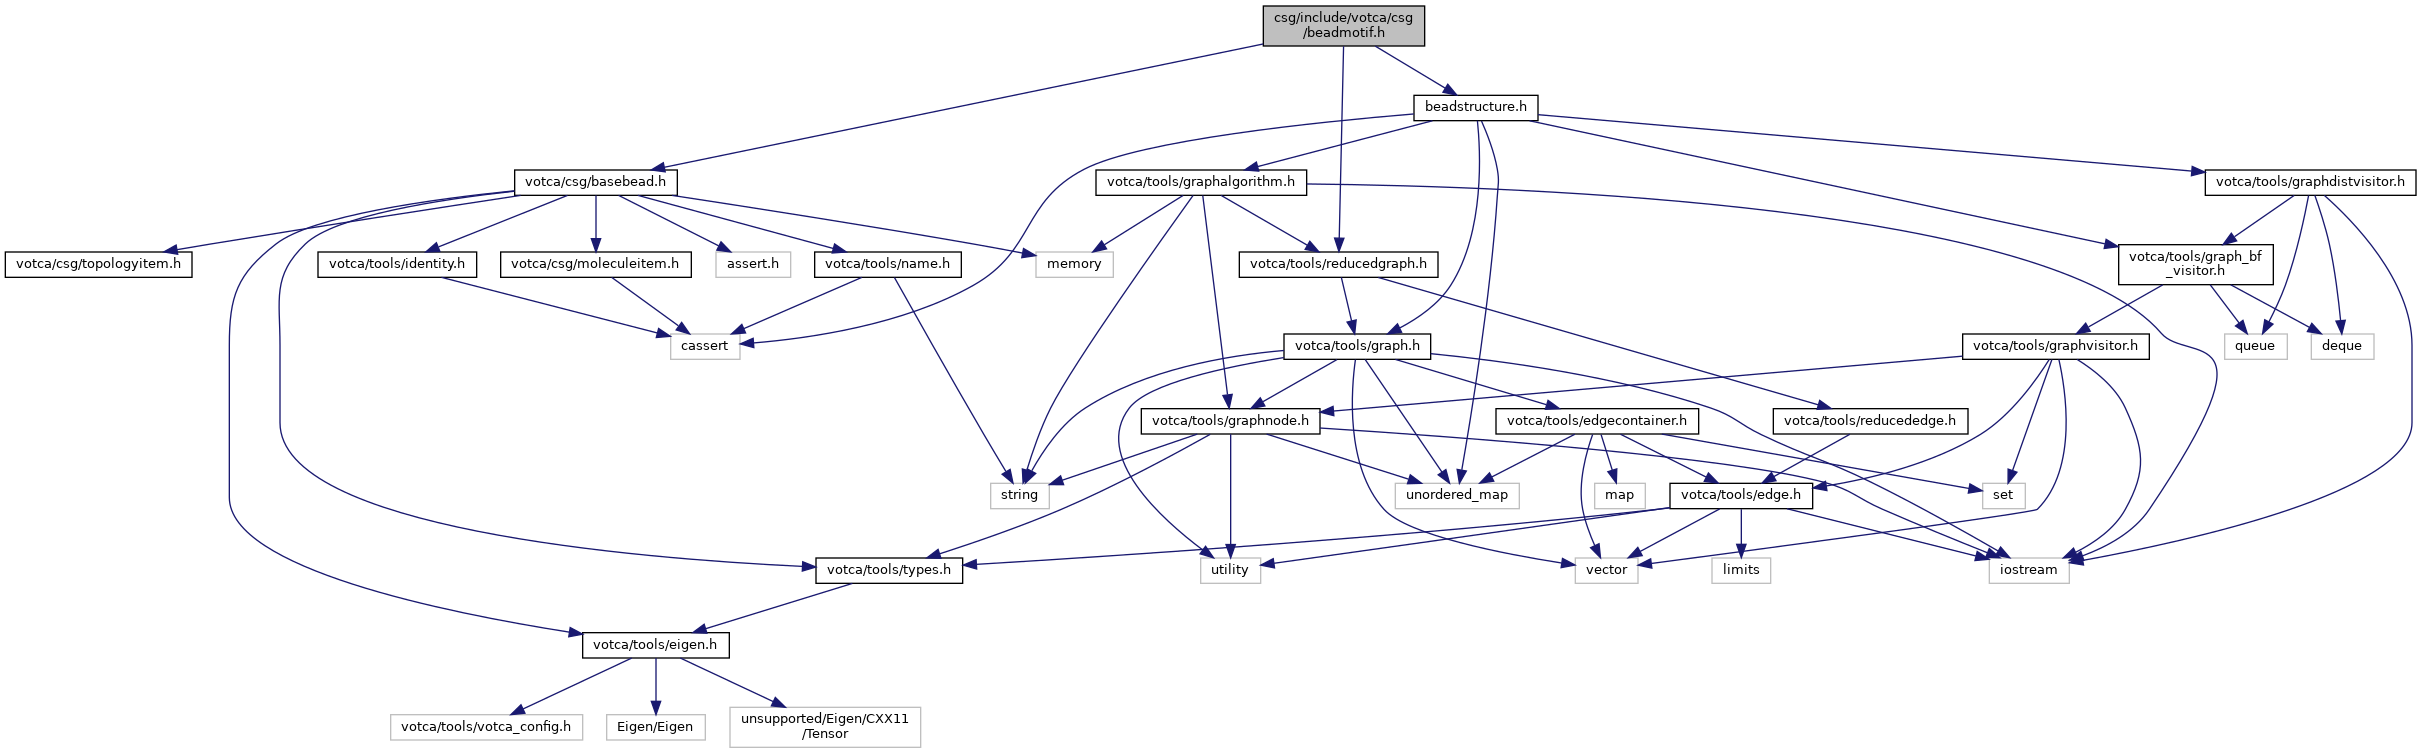 csg/include/votca/csg
/beadmotif.h
beadstructure.h
votca/csg/basebead.h
votca/tools/graphalgorithm.h
votca/tools/graphdistvisitor.h
votca/csg/topologyitem.h
votca/tools/identity.h
votca/csg/moleculeitem.h
assert.h
votca/tools/name.h
memory
votca/tools/reducedgraph.h
votca/tools/graph_bf
_visitor.h
cassert
votca/tools/graph.h
votca/tools/graphvisitor.h
queue
deque
votca/tools/graphnode.h
votca/tools/edgecontainer.h
votca/tools/reducededge.h
string
unordered_map
map
votca/tools/edge.h
set
votca/tools/types.h
utility
vector
limits
iostream
votca/tools/eigen.h
votca/tools/votca_config.h
Eigen/Eigen
unsupported/Eigen/CXX11
/Tensor